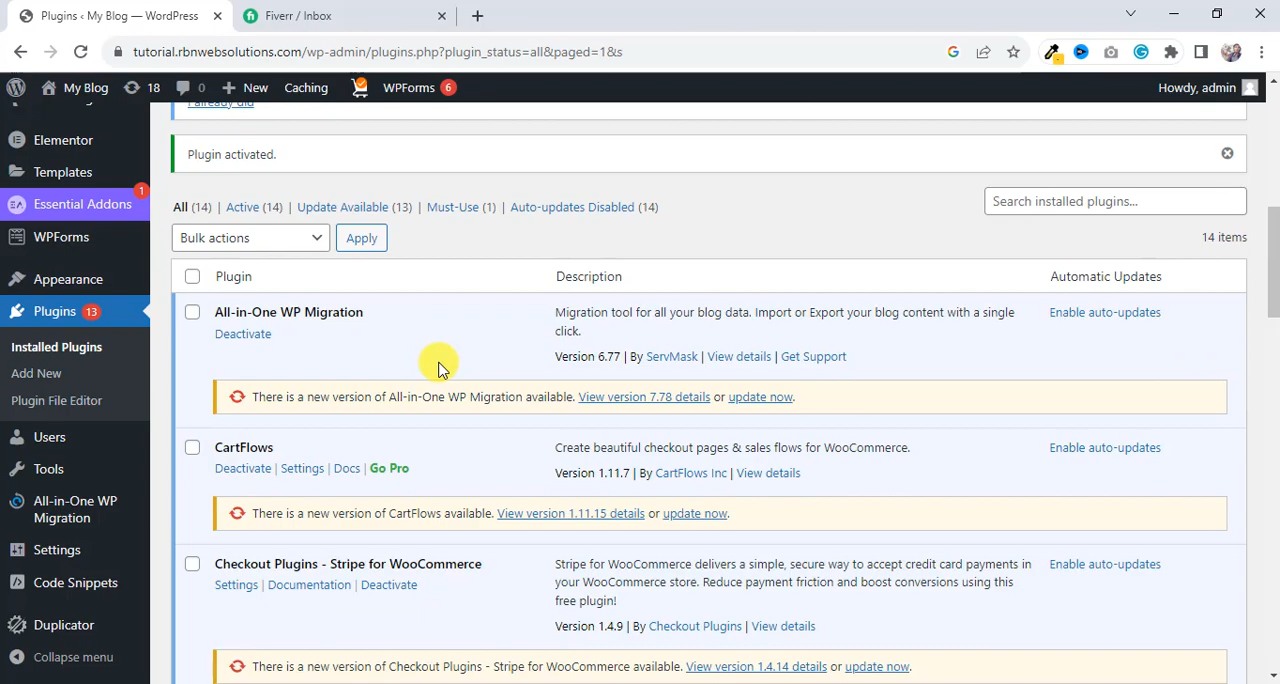 Plugins ‹ My Blog — WordPress
Fiverr / Inbox
tutorial.rbnwebsolutions.com/wp-admin/plugins.php?plugin_status=all&paged=1&s
My Blog 18 0 New Caching WPForms 6 Howdy, admin
I already did
Elementor
Templates
Essential Addons 1
WPForms
Appearance
Plugins 13
Installed Plugins
Add New
Plugin File Editor
Users
Tools
All-in-One WP
Migration
Settings
Code Snippets
Duplicator
Collapse menu
Plugin activated.
All (14) | Active (14) | Update Available (13) | Must-Use (1) | Auto-updates Disabled (14)
Search installed plugins...
Bulk actions Apply
14 items
Plugin Description Automatic Updates
All-in-One WP Migration
Deactivate
Migration tool for all your blog data. Import or Export your blog content with a single
click.
Version 6.77 | By ServMask | View details | Get Support
Enable auto-updates
There is a new version of All-in-One WP Migration available. View version 7.78 details or update now.
CartFlows
Deactivate | Settings | Docs | Go Pro
Create beautiful checkout pages & sales flows for WooCommerce.
Version 1.11.7 | By CartFlows Inc | View details
Enable auto-updates
There is a new version of CartFlows available. View version 1.11.15 details or update now.
Checkout Plugins - Stripe for WooCommerce
Settings | Documentation | Deactivate
Stripe for WooCommerce delivers a simple, secure way to accept credit card payments in
your WooCommerce store. Reduce payment friction and boost conversions using this
free plugin!
Version 1.4.9 | By Checkout Plugins | View details
Enable auto-updates
There is a new version of Checkout Plugins - Stripe for WooCommerce available. View version 1.4.14 details or update now.